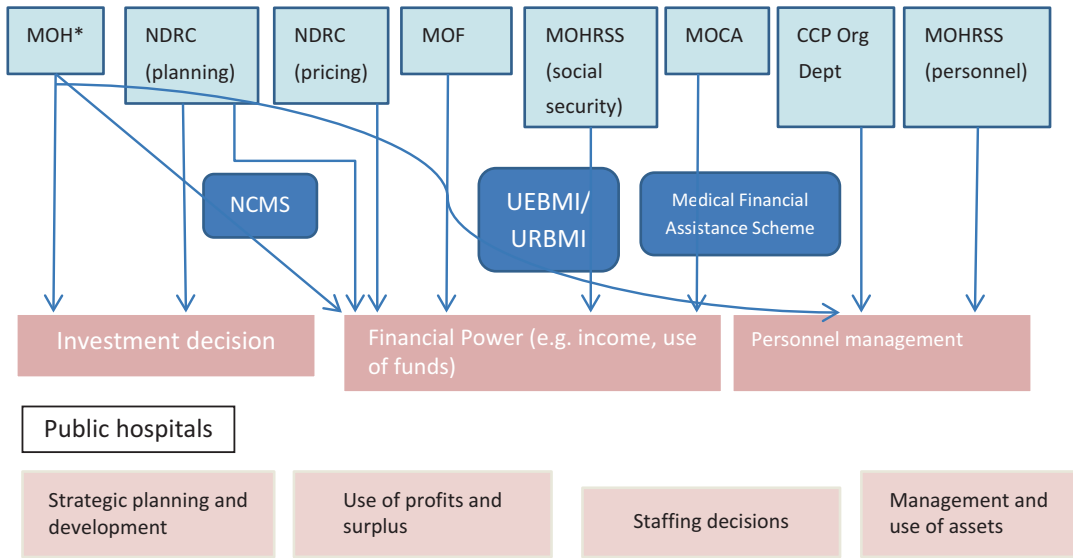 MOH*
NDRC
(planning)
NDRC
(pricing)
MOF
MOHRSS
(social
security)
MOCA
CCP Org
Dept
MOHRSS
(personnel)
NCMS
UEBMI/
URBMI
Medical Financial
Assistance Scheme
Investment decision
Financial Power (e.g. income, use
of funds)
Personnel management
Public hospitals
Strategic planning and
development
Use of profits and
surplus
Staffing decisions
Management and
use of assets